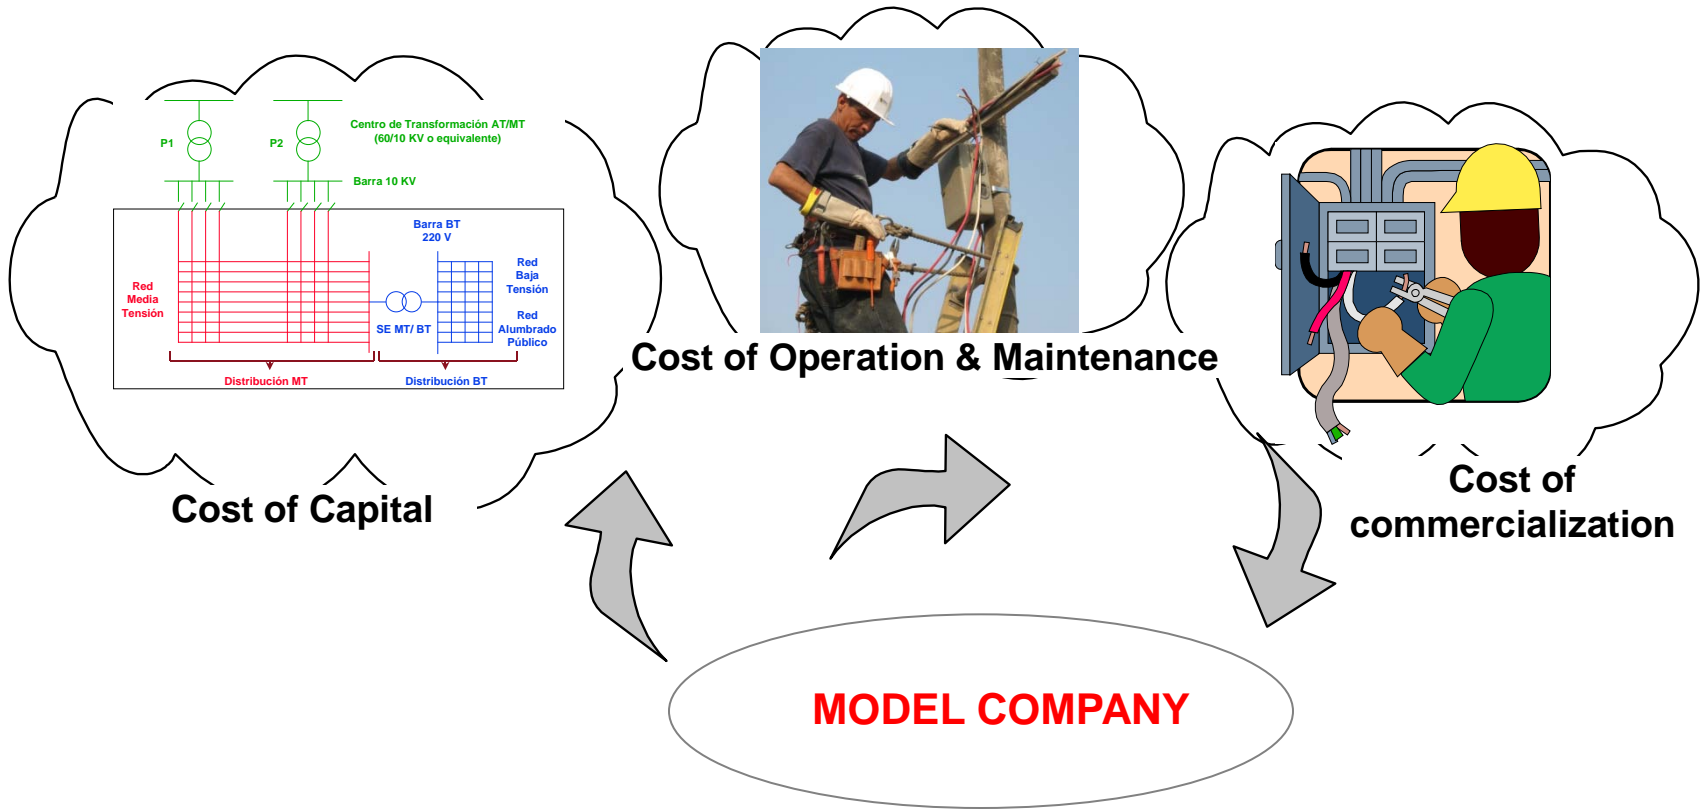 P1
P2
Centro de Transformación AT/MT
(60/10 KV o equivalente)
Barra 10 KV
Barra BT
220 V
Red
Media
Tensión
Red
Baja
Tensión
SE MT/ BT
Red
Alumbrado
Público
Distribución MT
Distribución BT
Cost of Capital
Cost of Operation & Maintenance
Cost of
commercialization
MODEL COMPANY